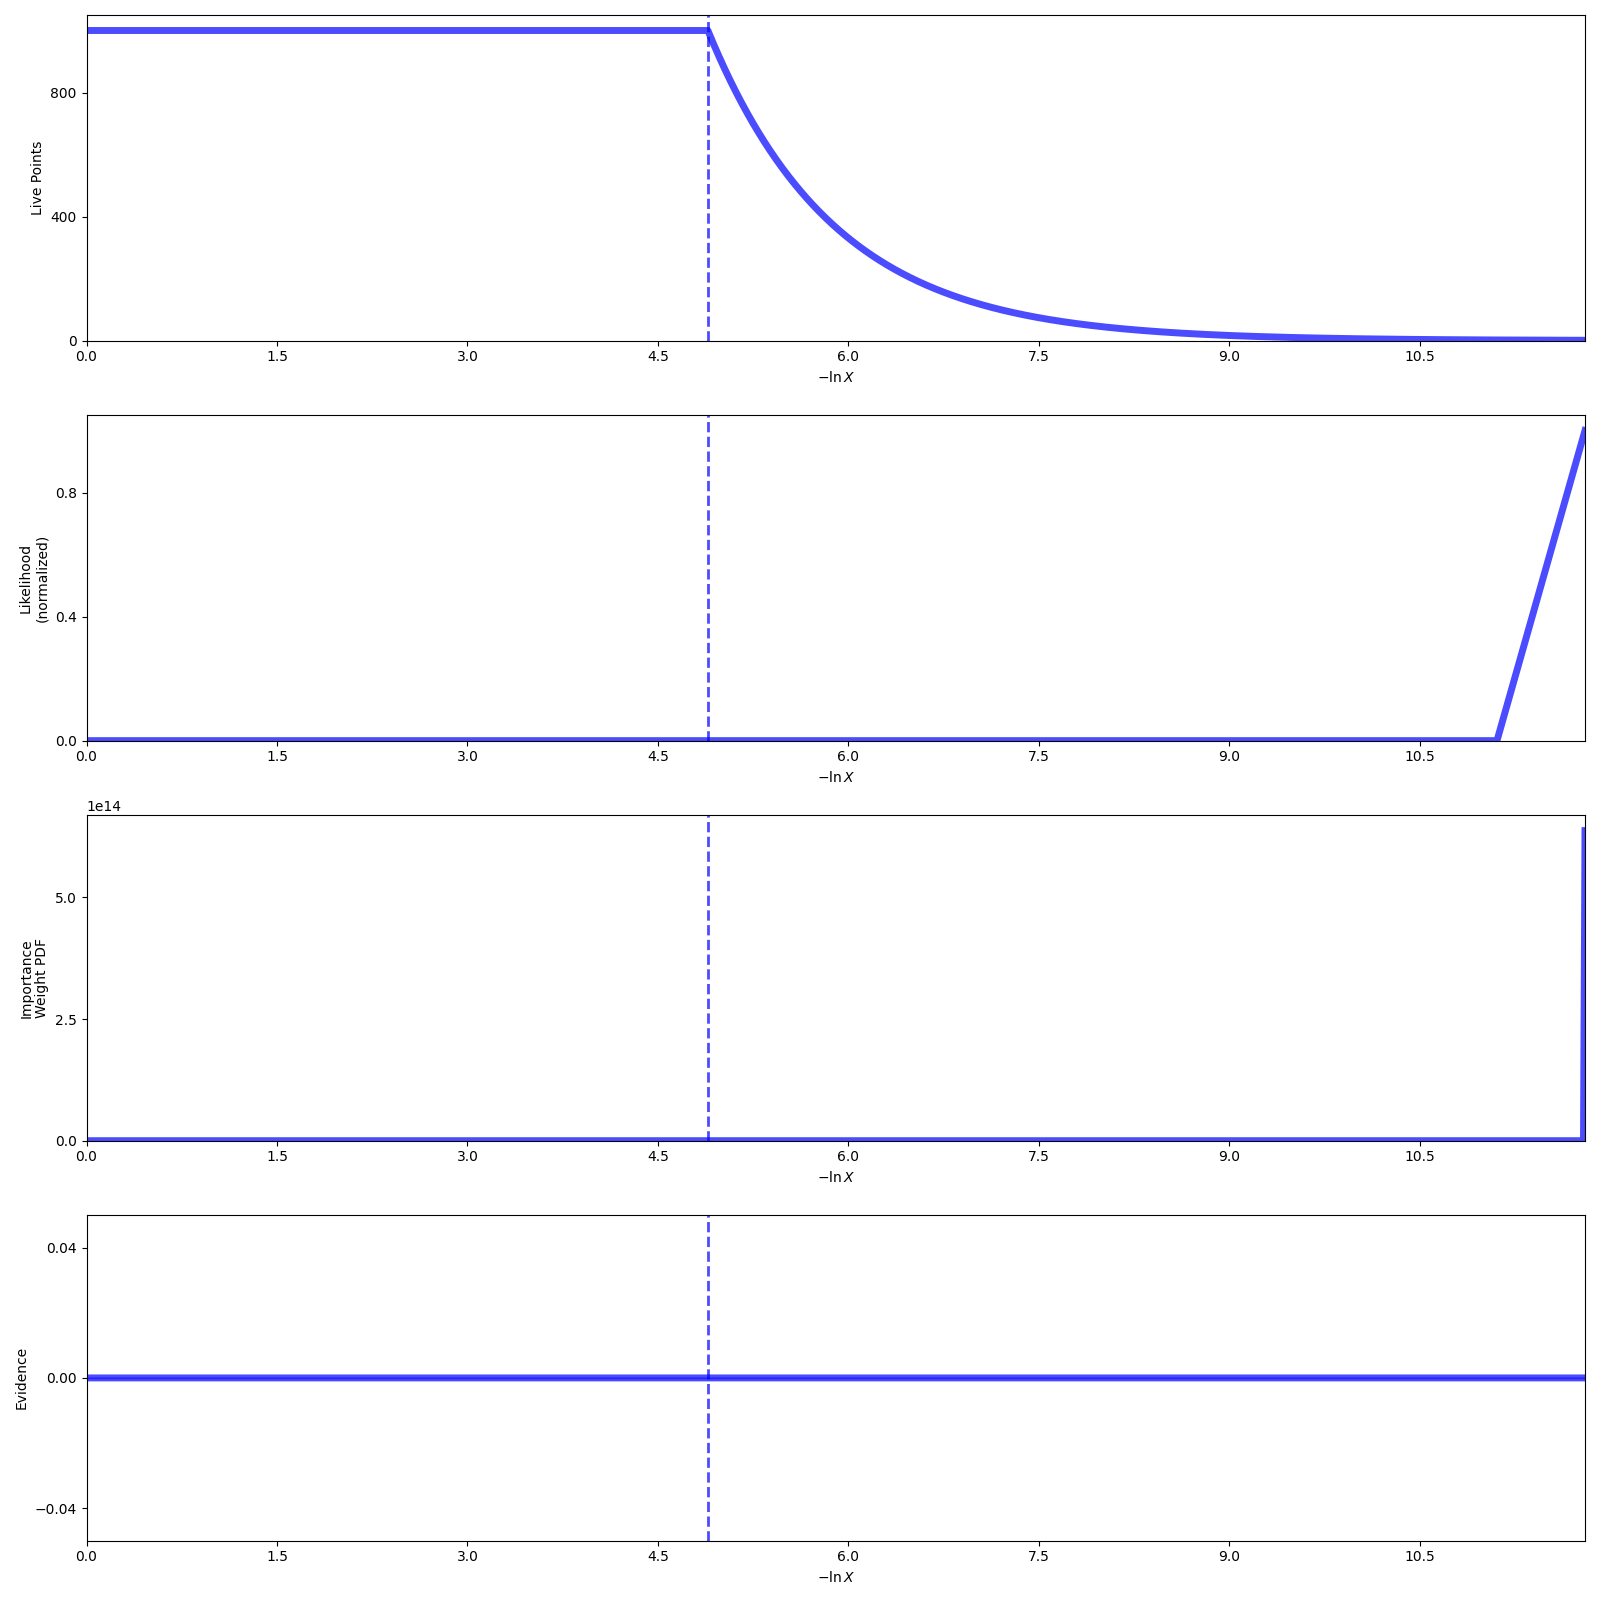 Live Points
800
400
0
0.0 1.5 3.0 4.5 6.0 7.5 9.0 10.5
−ln X
Likelihood
(normalized)
0.8
0.4
0.0
0.0 1.5 3.0 4.5 6.0 7.5 9.0 10.5
−ln X
1e14
Importance
Weight PDF
5.0
2.5
0.0
0.0 1.5 3.0 4.5 6.0 7.5 9.0 10.5
−ln X
Evidence
0.04
0.00
−0.04
0.0 1.5 3.0 4.5 6.0 7.5 9.0 10.5
−ln X